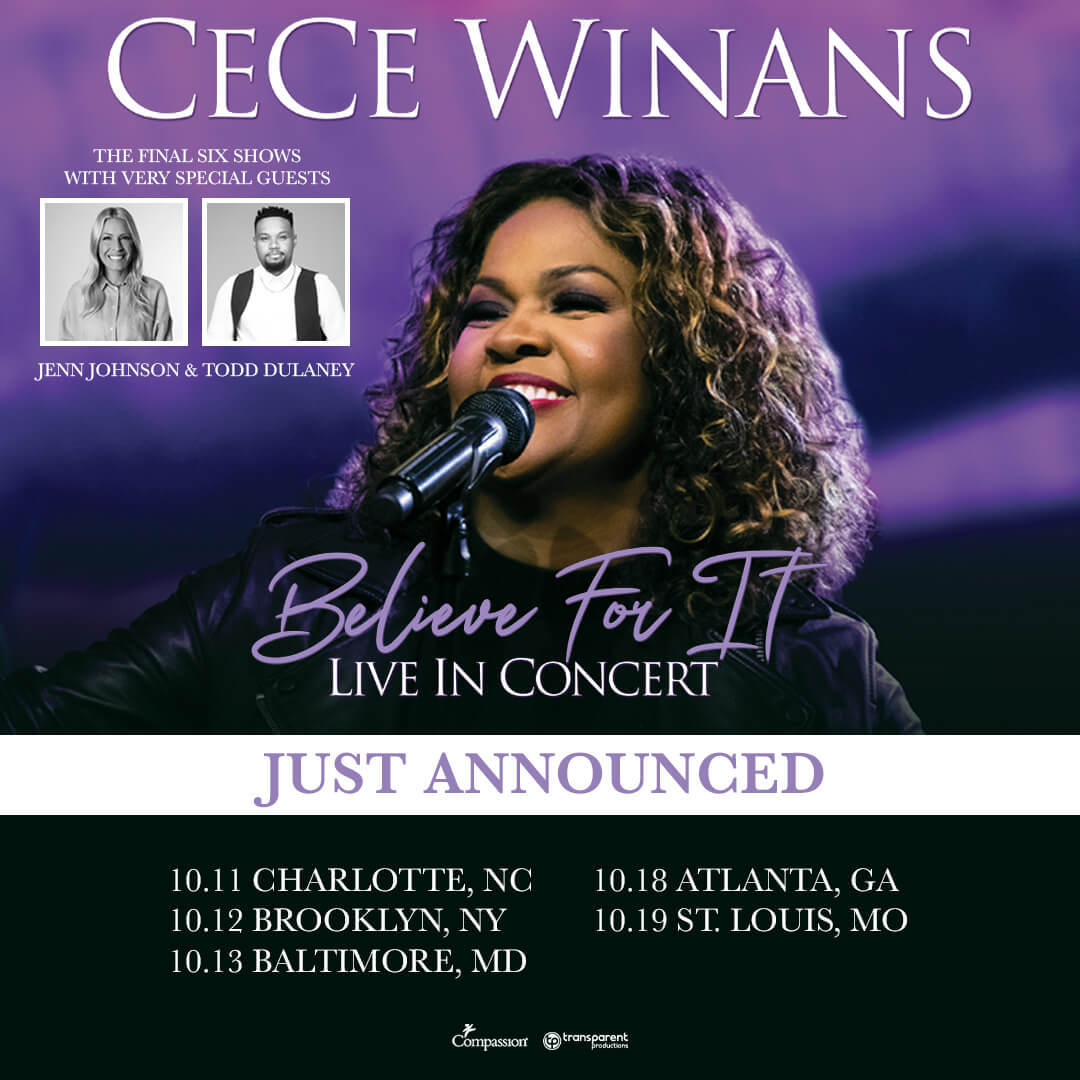 CECE WINANS
THE FINAL SIX SHOWS
WITH VERY SPECIAL GUESTS
JENN JOHNSON & TODD DULANEY
Believe For It
LIVE IN CONCERT
JUST ANNOUNCED
10.11 CHARLOTTE, NC
10.12 BROOKLYN, NY
10.13 BALTIMORE, MD
10.18 ATLANTA, GA
10.19 ST. LOUIS, MO
Compassion
tp transparent
productions